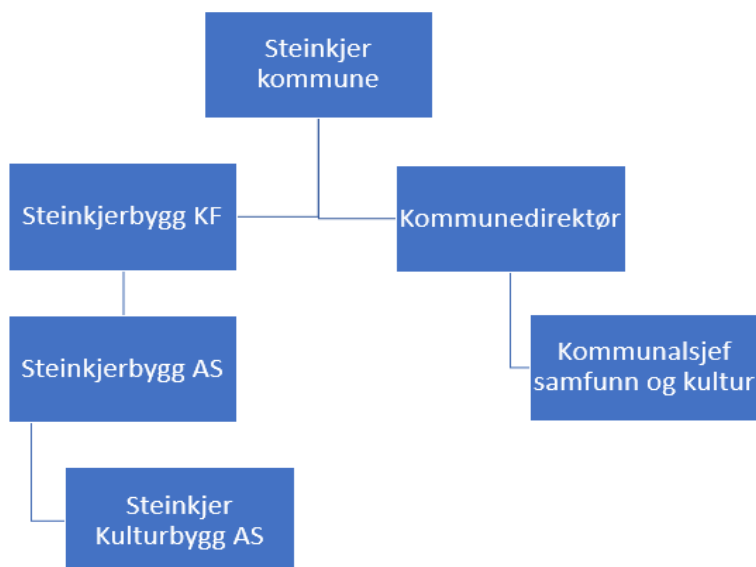 Steinkjer
kommune
Steinkjerbygg KF
Kommunedirektør
Steinkjerbygg AS
Kommunalsjef
samfunn og kultur
Steinkjer
Kulturbygg AS